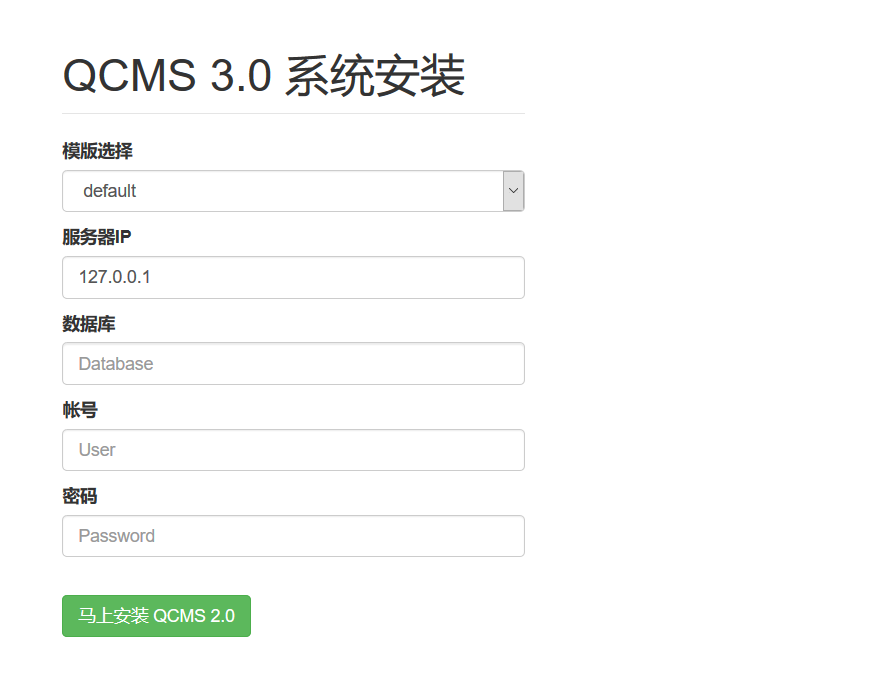 QCMS 3.0 系统安装
模版选择
default
服务器IP
127.0.0.1
数据库
Database
帐号
User
密码
Password
马上安装 QCMS 2.0